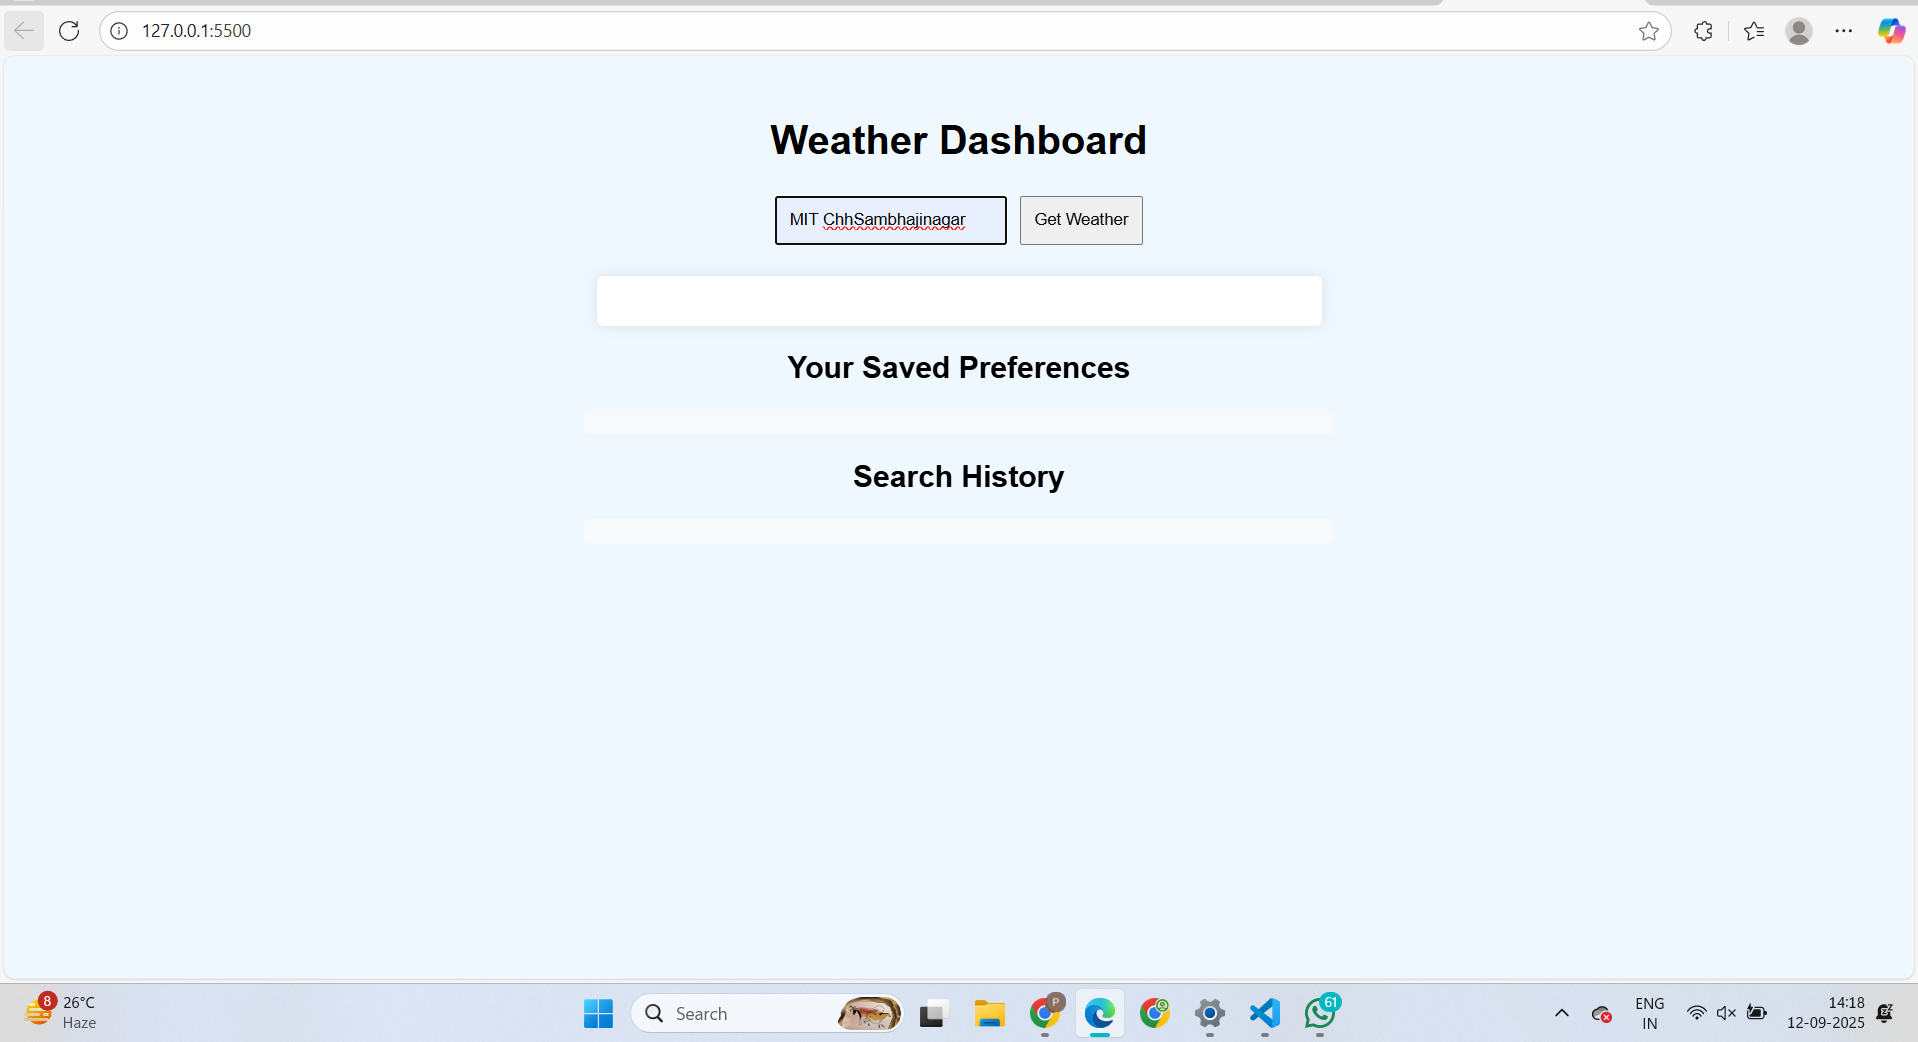 127.0.0.1:5500
Weather Dashboard
MIT ChhSambhajinagar
Get Weather
Your Saved Preferences
Search History
8
26°C
Haze
Search
P
61
ENG
IN
14:18
12-09-2025